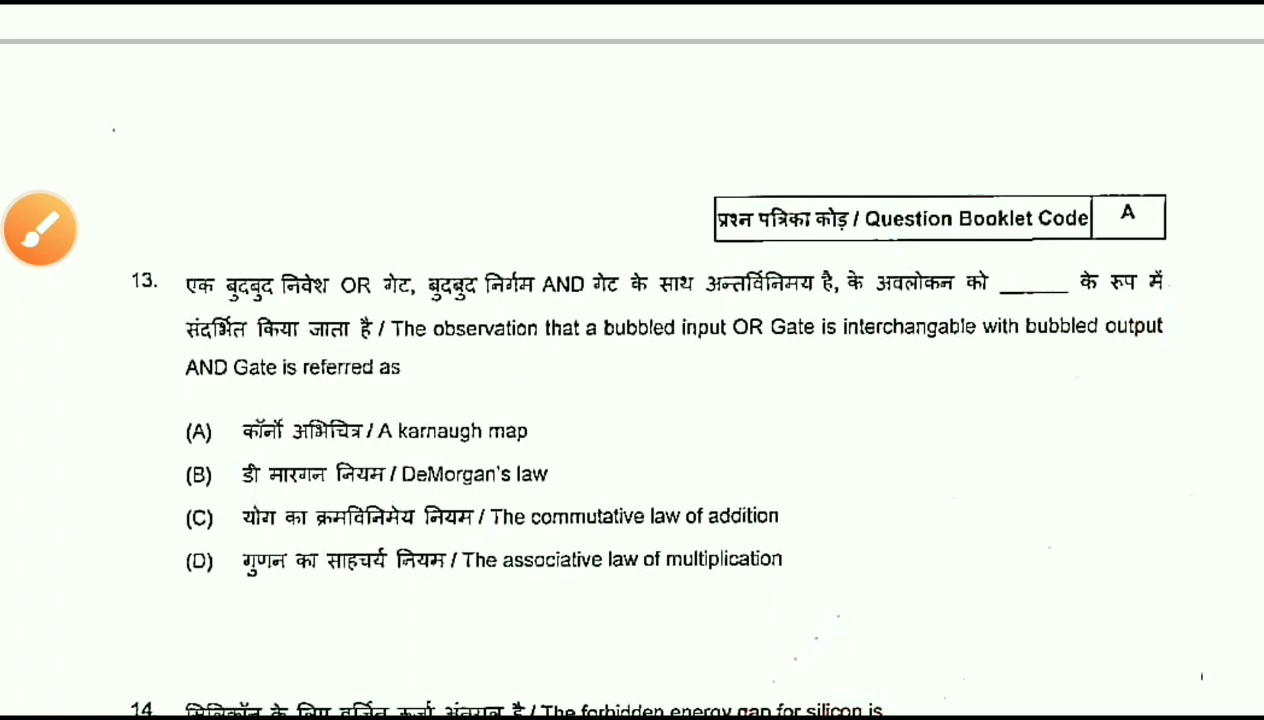 प्रश्न पत्रिका कोड़ / Question Booklet Code A
13. एक बुदबुद निवेश OR गेट, बुदबुद निर्गम AND गेट के साथ अन्तर्विनिमय है, के अवलोकन को ______ के रूप में
संदर्भित किया जाता है / The observation that a bubbled input OR Gate is interchangable with bubbled output
AND Gate is referred as
(A) कॉर्नो अभिचित्र / A karnaugh map
(B) डी मारगन नियम / DeMorgan's law
(C) योग का क्रमविनिमेय नियम / The commutative law of addition
(D) गुणन का साहचर्य नियम / The associative law of multiplication
14. सिलिकॉन के लिए वर्जित ऊर्जा अंतराल है / The forbidden energy gap for silicon is